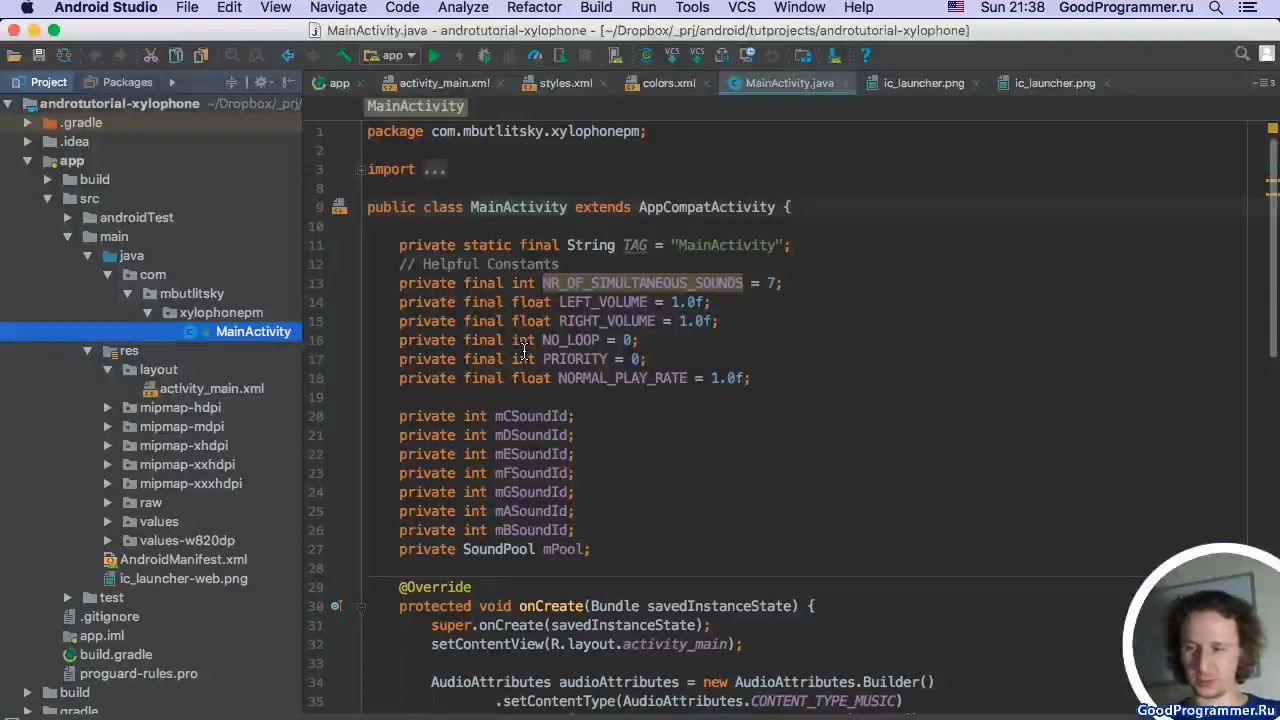 Android Studio File Edit View Navigate Code Analyze Refactor Build Run Tools VCS Window Help Sun 21:38 GoodProgrammer.ru
MainActivity.java - androtutorial-xylophone - [~/Dropbox/_prj/android/tutprojects/androtutorial-xylophone]
app
VCS VCS
Project Packages
app activity_main.xml styles.xml colors.xml MainActivity.java ic_launcher.png ic_launcher.png
androtutorial-xylophone ~/Dropbox/_prj/
.gradle
.idea
app
build
src
androidTest
main
java
com
mbutlitsky
xylophonepm
MainActivity
res
layout
activity_main.xml
mipmap-hdpi
mipmap-mdpi
mipmap-xhdpi
mipmap-xxhdpi
mipmap-xxxhdpi
raw
values
values-w820dp
AndroidManifest.xml
ic_launcher-web.png
test
.gitignore
app.iml
build.gradle
proguard-rules.pro
build
gradle
MainActivity
1 package com.mbutlitsky.xylophonepm;
2
3 import ...
8
9 public class MainActivity extends AppCompatActivity {
10
11 private static final String TAG = "MainActivity";
12 // Helpful Constants
13 private final int NR_OF_SIMULTANEOUS_SOUNDS = 7;
14 private final float LEFT_VOLUME = 1.0f;
15 private final float RIGHT_VOLUME = 1.0f;
16 private final int NO_LOOP = 0;
17 private final int PRIORITY = 0;
18 private final float NORMAL_PLAY_RATE = 1.0f;
19
20 private int mCSoundId;
21 private int mDSoundId;
22 private int mESoundId;
23 private int mFSoundId;
24 private int mGSoundId;
25 private int mASoundId;
26 private int mBSoundId;
27 private SoundPool mPool;
28
29 @Override
30 protected void onCreate(Bundle savedInstanceState) {
31 super.onCreate(savedInstanceState);
32 setContentView(R.layout.activity_main);
33
34 AudioAttributes audioAttributes = new AudioAttributes.Builder()
35 .setContentType(AudioAttributes.CONTENT_TYPE_MUSIC)
GoodProgrammer.Ru